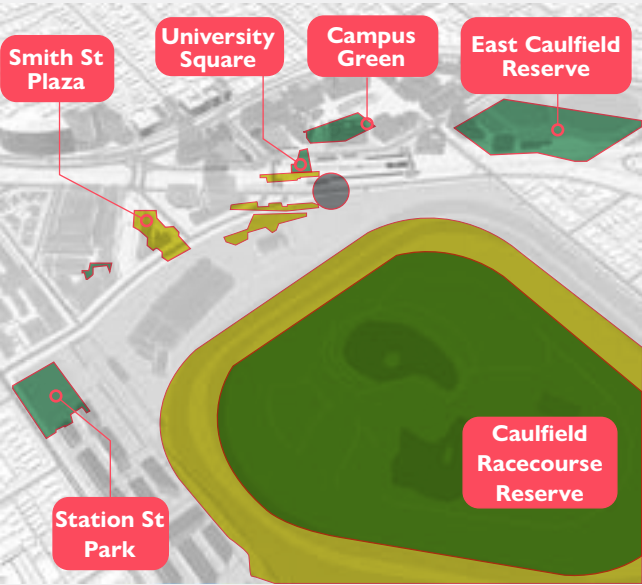 Smith St
Plaza
University
Square
Campus
Green
East Caulfield
Reserve
Caulfield
Racecourse
Reserve
Station St
Park